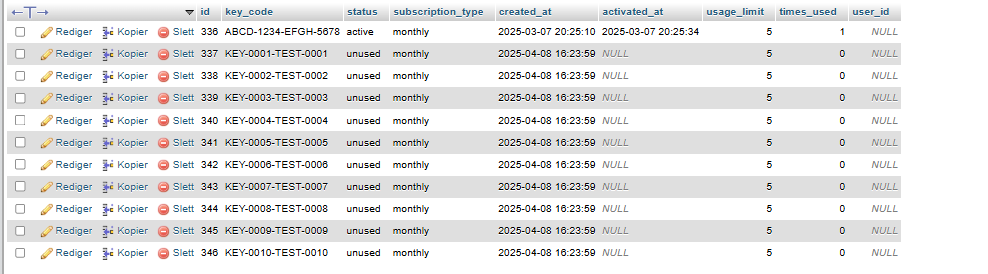 ←T→ id key_code status subscription_type created_at activated_at usage_limit times_used user_id
Rediger Kopier Slett 336 ABCD-1234-EFGH-5678 active monthly 2025-03-07 20:25:10 2025-03-07 20:25:34 5 1 NULL
Rediger Kopier Slett 337 KEY-0001-TEST-0001 unused monthly 2025-04-08 16:23:59 NULL 5 0 NULL
Rediger Kopier Slett 338 KEY-0002-TEST-0002 unused monthly 2025-04-08 16:23:59 NULL 5 0 NULL
Rediger Kopier Slett 339 KEY-0003-TEST-0003 unused monthly 2025-04-08 16:23:59 NULL 5 0 NULL
Rediger Kopier Slett 340 KEY-0004-TEST-0004 unused monthly 2025-04-08 16:23:59 NULL 5 0 NULL
Rediger Kopier Slett 341 KEY-0005-TEST-0005 unused monthly 2025-04-08 16:23:59 NULL 5 0 NULL
Rediger Kopier Slett 342 KEY-0006-TEST-0006 unused monthly 2025-04-08 16:23:59 NULL 5 0 NULL
Rediger Kopier Slett 343 KEY-0007-TEST-0007 unused monthly 2025-04-08 16:23:59 NULL 5 0 NULL
Rediger Kopier Slett 344 KEY-0008-TEST-0008 unused monthly 2025-04-08 16:23:59 NULL 5 0 NULL
Rediger Kopier Slett 345 KEY-0009-TEST-0009 unused monthly 2025-04-08 16:23:59 NULL 5 0 NULL
Rediger Kopier Slett 346 KEY-0010-TEST-0010 unused monthly 2025-04-08 16:23:59 NULL 5 0 NULL